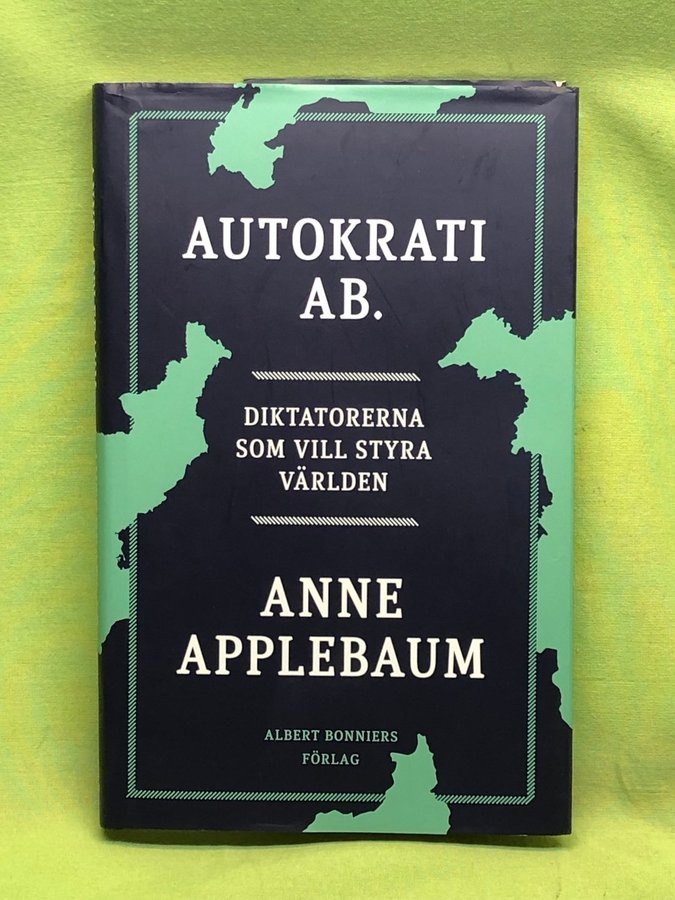 AUTOKRATI
AB.
DIKTATORERNA
SOM VILL STYRA
VÄRLDEN
ANNE
APPLEBAUM
ALBERT BONNIERS
FÖRLAG